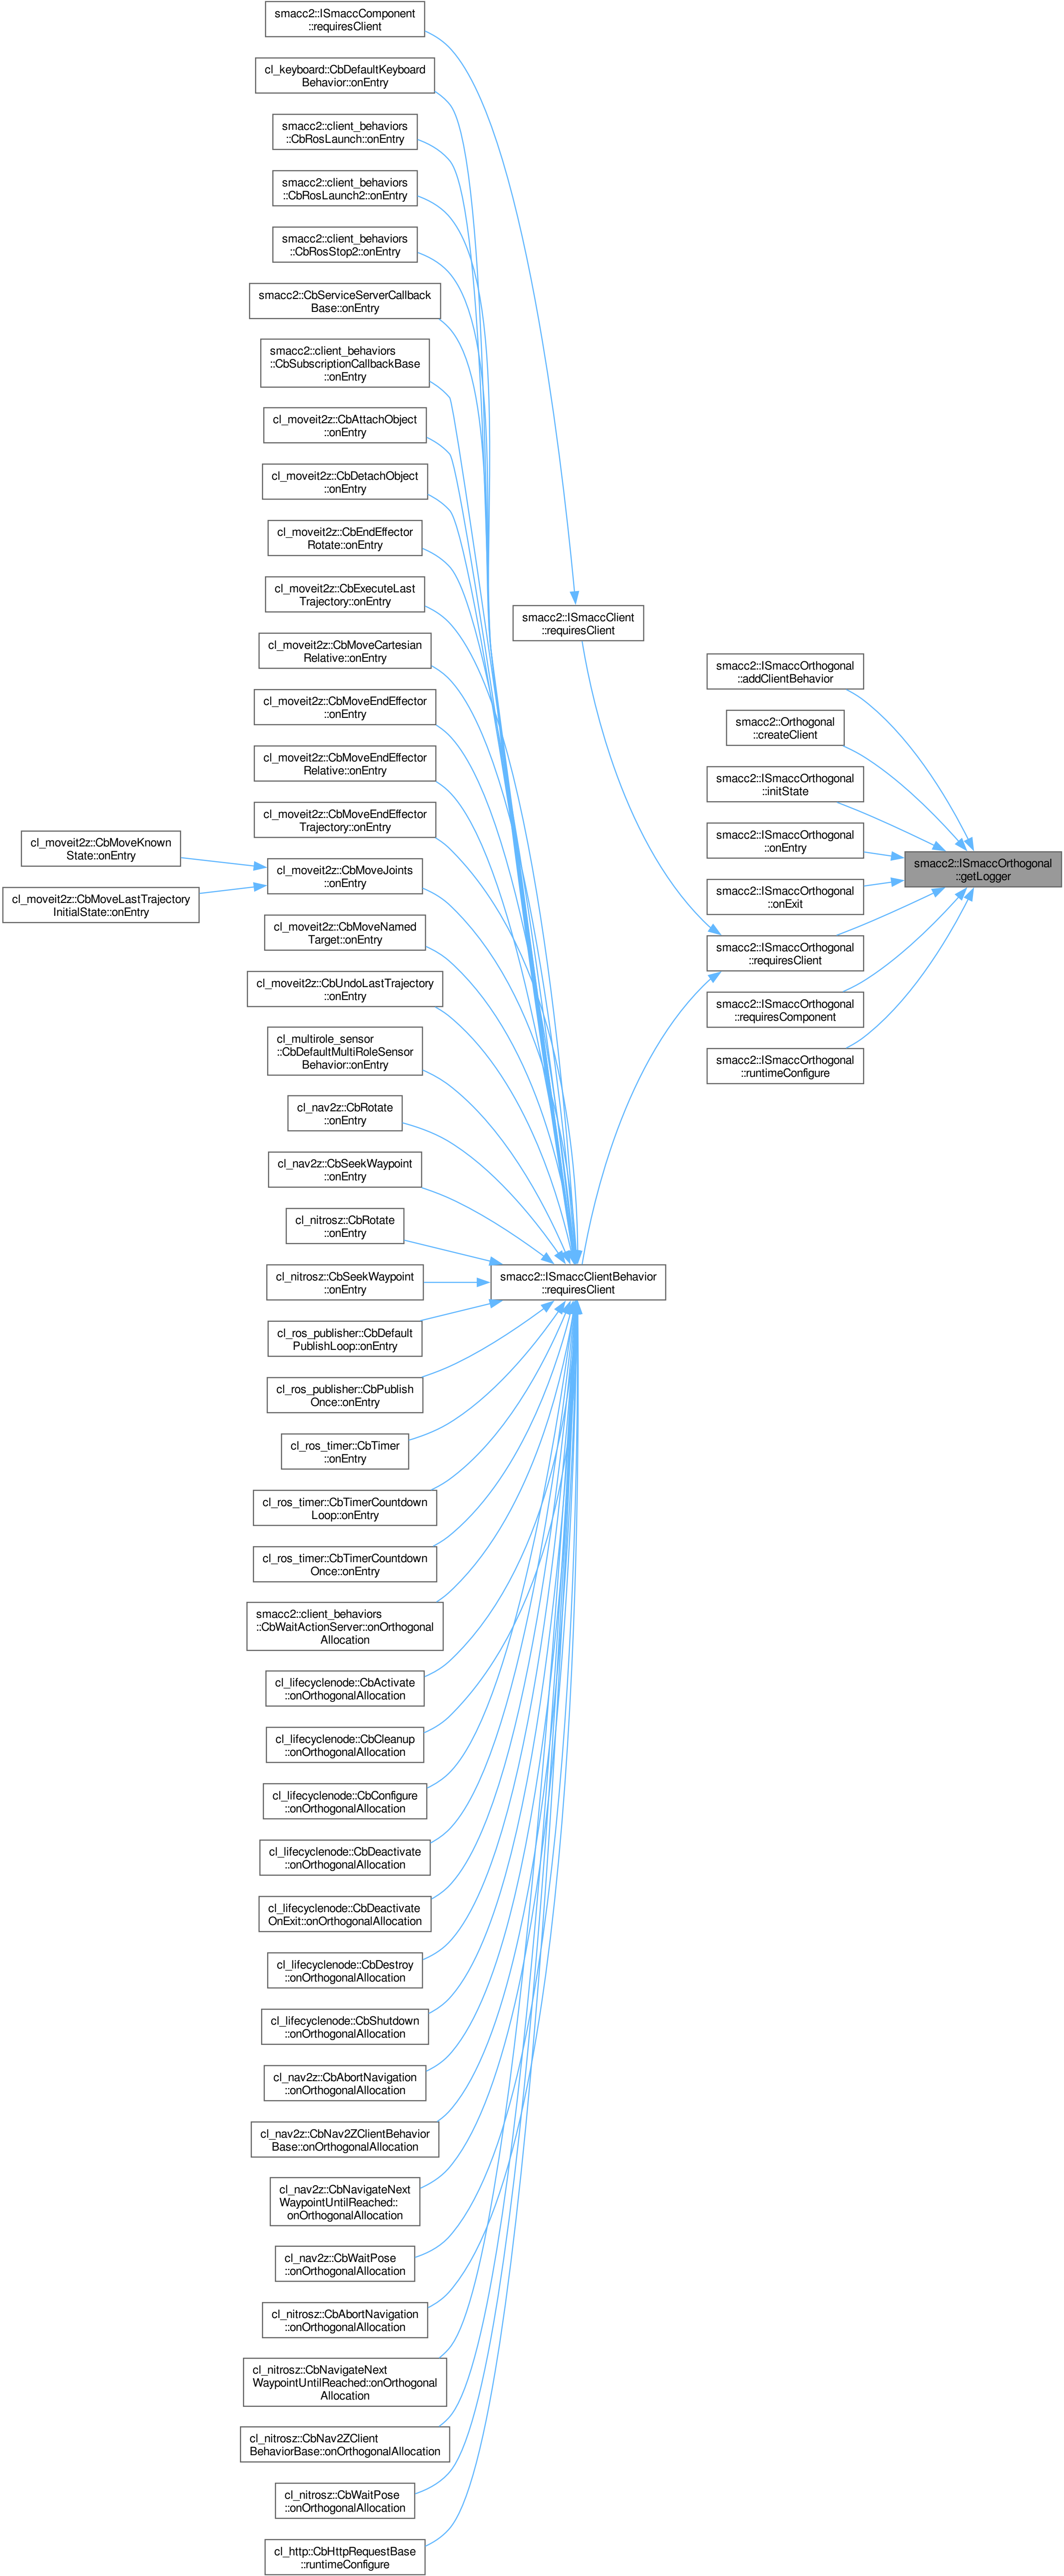 smacc2::ISmaccComponent
::requiresClient
cl_keyboard::CbDefaultKeyboard
Behavior::onEntry
smacc2::client_behaviors
::CbRosLaunch::onEntry
smacc2::client_behaviors
::CbRosLaunch2::onEntry
smacc2::client_behaviors
::CbRosStop2::onEntry
smacc2::CbServiceServerCallback
Base::onEntry
smacc2::client_behaviors
::CbSubscriptionCallbackBase
::onEntry
cl_moveit2z::CbAttachObject
::onEntry
cl_moveit2z::CbDetachObject
::onEntry
cl_moveit2z::CbEndEffector
Rotate::onEntry
cl_moveit2z::CbExecuteLast
Trajectory::onEntry
cl_moveit2z::CbMoveCartesian
Relative::onEntry
cl_moveit2z::CbMoveEndEffector
::onEntry
cl_moveit2z::CbMoveEndEffector
Relative::onEntry
cl_moveit2z::CbMoveEndEffector
Trajectory::onEntry
cl_moveit2z::CbMoveKnown
State::onEntry
cl_moveit2z::CbMoveLastTrajectory
InitialState::onEntry
cl_moveit2z::CbMoveJoints
::onEntry
cl_moveit2z::CbMoveNamed
Target::onEntry
cl_moveit2z::CbUndoLastTrajectory
::onEntry
cl_multirole_sensor
::CbDefaultMultiRoleSensor
Behavior::onEntry
cl_nav2z::CbRotate
::onEntry
cl_nav2z::CbSeekWaypoint
::onEntry
cl_nitrosz::CbRotate
::onEntry
cl_nitrosz::CbSeekWaypoint
::onEntry
cl_ros_publisher::CbDefault
PublishLoop::onEntry
cl_ros_publisher::CbPublish
Once::onEntry
cl_ros_timer::CbTimer
::onEntry
cl_ros_timer::CbTimerCountdown
Loop::onEntry
cl_ros_timer::CbTimerCountdown
Once::onEntry
smacc2::client_behaviors
::CbWaitActionServer::onOrthogonal
Allocation
cl_lifecyclenode::CbActivate
::onOrthogonalAllocation
cl_lifecyclenode::CbCleanup
::onOrthogonalAllocation
cl_lifecyclenode::CbConfigure
::onOrthogonalAllocation
cl_lifecyclenode::CbDeactivate
::onOrthogonalAllocation
cl_lifecyclenode::CbDeactivate
OnExit::onOrthogonalAllocation
cl_lifecyclenode::CbDestroy
::onOrthogonalAllocation
cl_lifecyclenode::CbShutdown
::onOrthogonalAllocation
cl_nav2z::CbAbortNavigation
::onOrthogonalAllocation
cl_nav2z::CbNav2ZClientBehavior
Base::onOrthogonalAllocation
cl_nav2z::CbNavigateNext
WaypointUntilReached::
onOrthogonalAllocation
cl_nav2z::CbWaitPose
::onOrthogonalAllocation
cl_nitrosz::CbAbortNavigation
::onOrthogonalAllocation
cl_nitrosz::CbNavigateNext
WaypointUntilReached::onOrthogonal
Allocation
cl_nitrosz::CbNav2ZClient
BehaviorBase::onOrthogonalAllocation
cl_nitrosz::CbWaitPose
::onOrthogonalAllocation
cl_http::CbHttpRequestBase
::runtimeConfigure
smacc2::ISmaccClient
::requiresClient
smacc2::ISmaccClientBehavior
::requiresClient
smacc2::ISmaccOrthogonal
::addClientBehavior
smacc2::Orthogonal
::createClient
smacc2::ISmaccOrthogonal
::initState
smacc2::ISmaccOrthogonal
::onEntry
smacc2::ISmaccOrthogonal
::onExit
smacc2::ISmaccOrthogonal
::requiresClient
smacc2::ISmaccOrthogonal
::requiresComponent
smacc2::ISmaccOrthogonal
::runtimeConfigure
smacc2::ISmaccOrthogonal
::getLogger